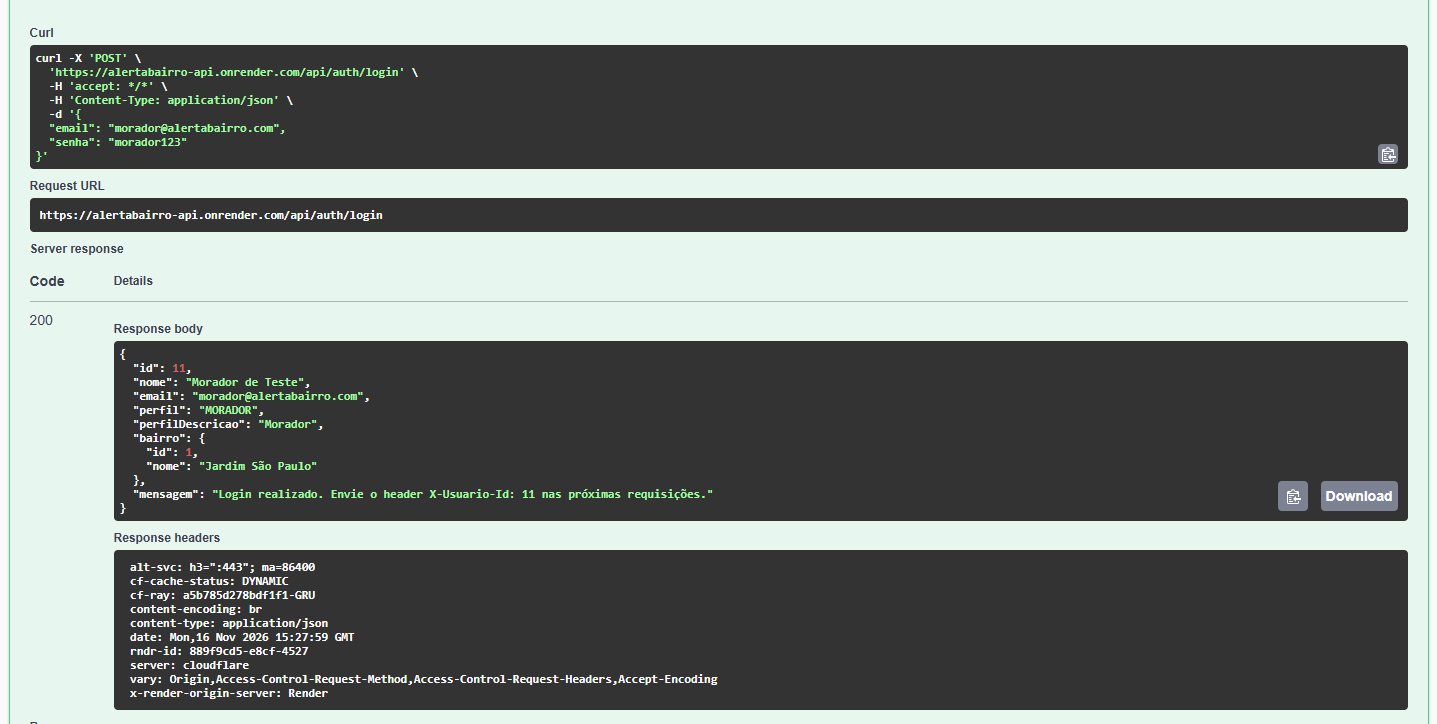 Curl
curl -X 'POST' \
'https://alertabairro-api.onrender.com/api/auth/login' \
-H 'accept: */*' \
-H 'Content-Type: application/json' \
-d '{
"email": "morador@alertabairro.com",
"senha": "morador123"
}'
Request URL
https://alertabairro-api.onrender.com/api/auth/login
Server response
Code Details
200
Response body
{
"id": 11,
"nome": "Morador de Teste",
"email": "morador@alertabairro.com",
"perfil": "MORADOR",
"perfilDescricao": "Morador",
"bairro": {
"id": 1,
"nome": "Jardim São Paulo"
},
"mensagem": "Login realizado. Envie o header X-Usuario-Id: 11 nas próximas requisições."
}
Download
Response headers
alt-svc: h3=":443"; ma=86400
cf-cache-status: DYNAMIC
cf-ray: a5b785d278bdf1f1-GRU
content-encoding: br
content-type: application/json
date: Mon,16 Nov 2026 15:27:59 GMT
rndr-id: 889f9cd5-e8cf-4527
server: cloudflare
vary: Origin,Access-Control-Request-Method,Access-Control-Request-Headers,Accept-Encoding
x-render-origin-server: Render